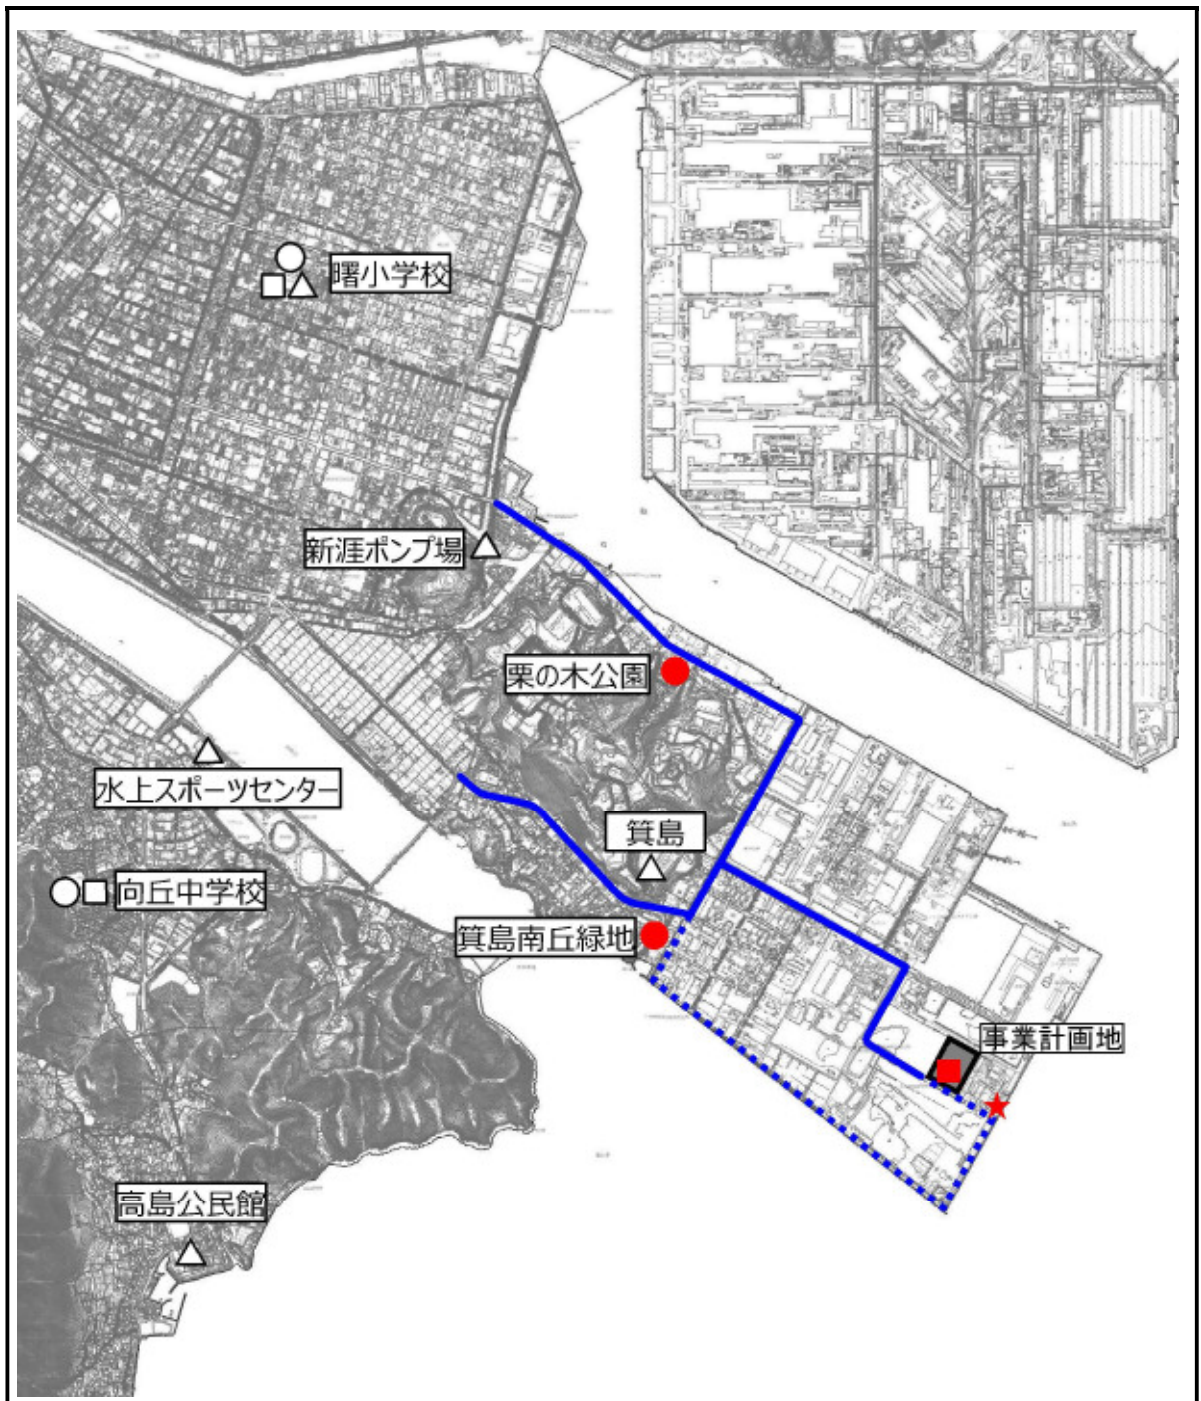 曙小学校
新涯ポンプ場
栗の木公園
水上スポーツセンター
箕島
向丘中学校
箕島南丘緑地
事業計画地
高島公民館